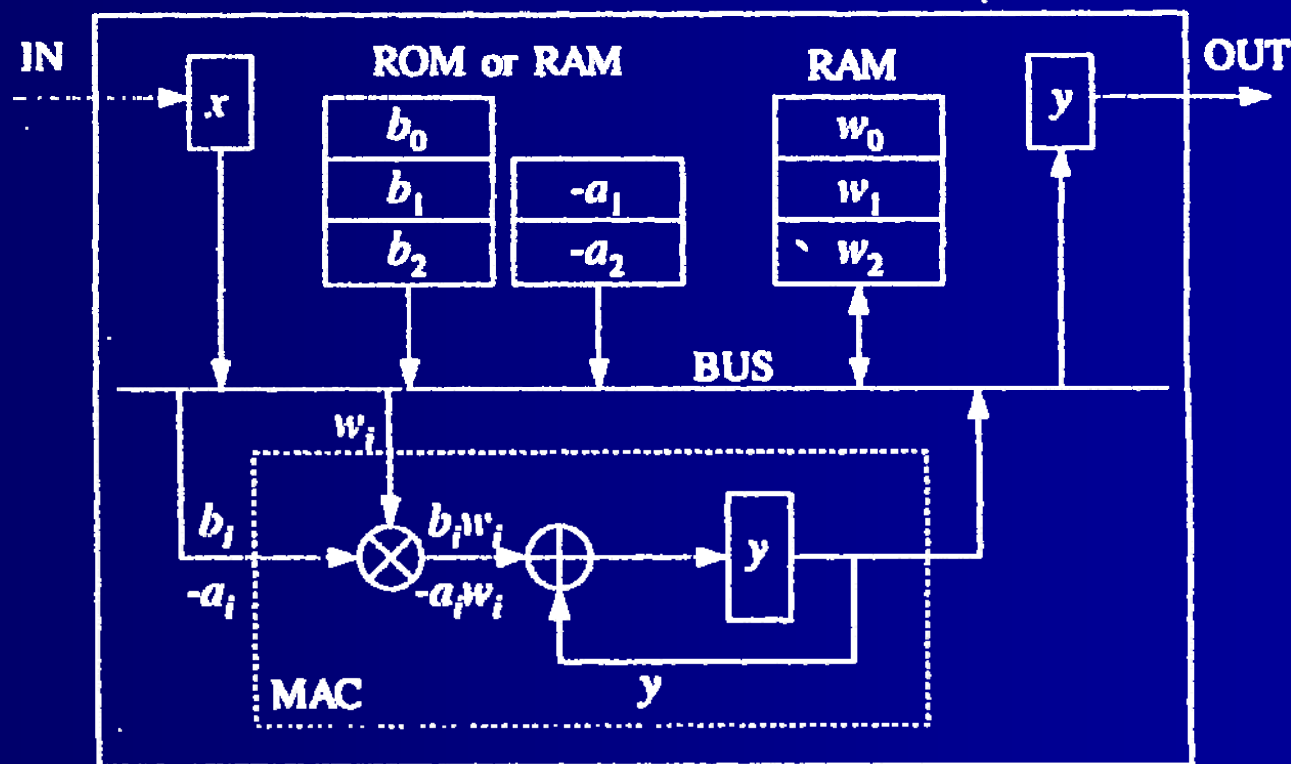 IN
ROM or RAM
RAM
OUT
x
b₀
b₁
b₂
-a₁
-a₂
w₀
w₁
w₂
y
BUS
wᵢ
bᵢ
-aᵢ
bᵢwᵢ
-aᵢwᵢ
y
y
MAC